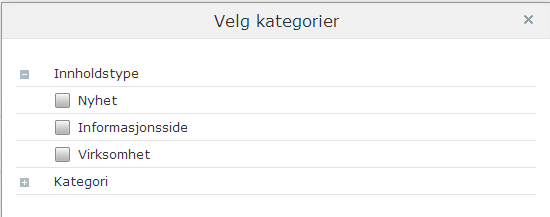 Velg kategorier
Innholdstype
Nyhet
Informasjonsside
Virksomhet
Kategori